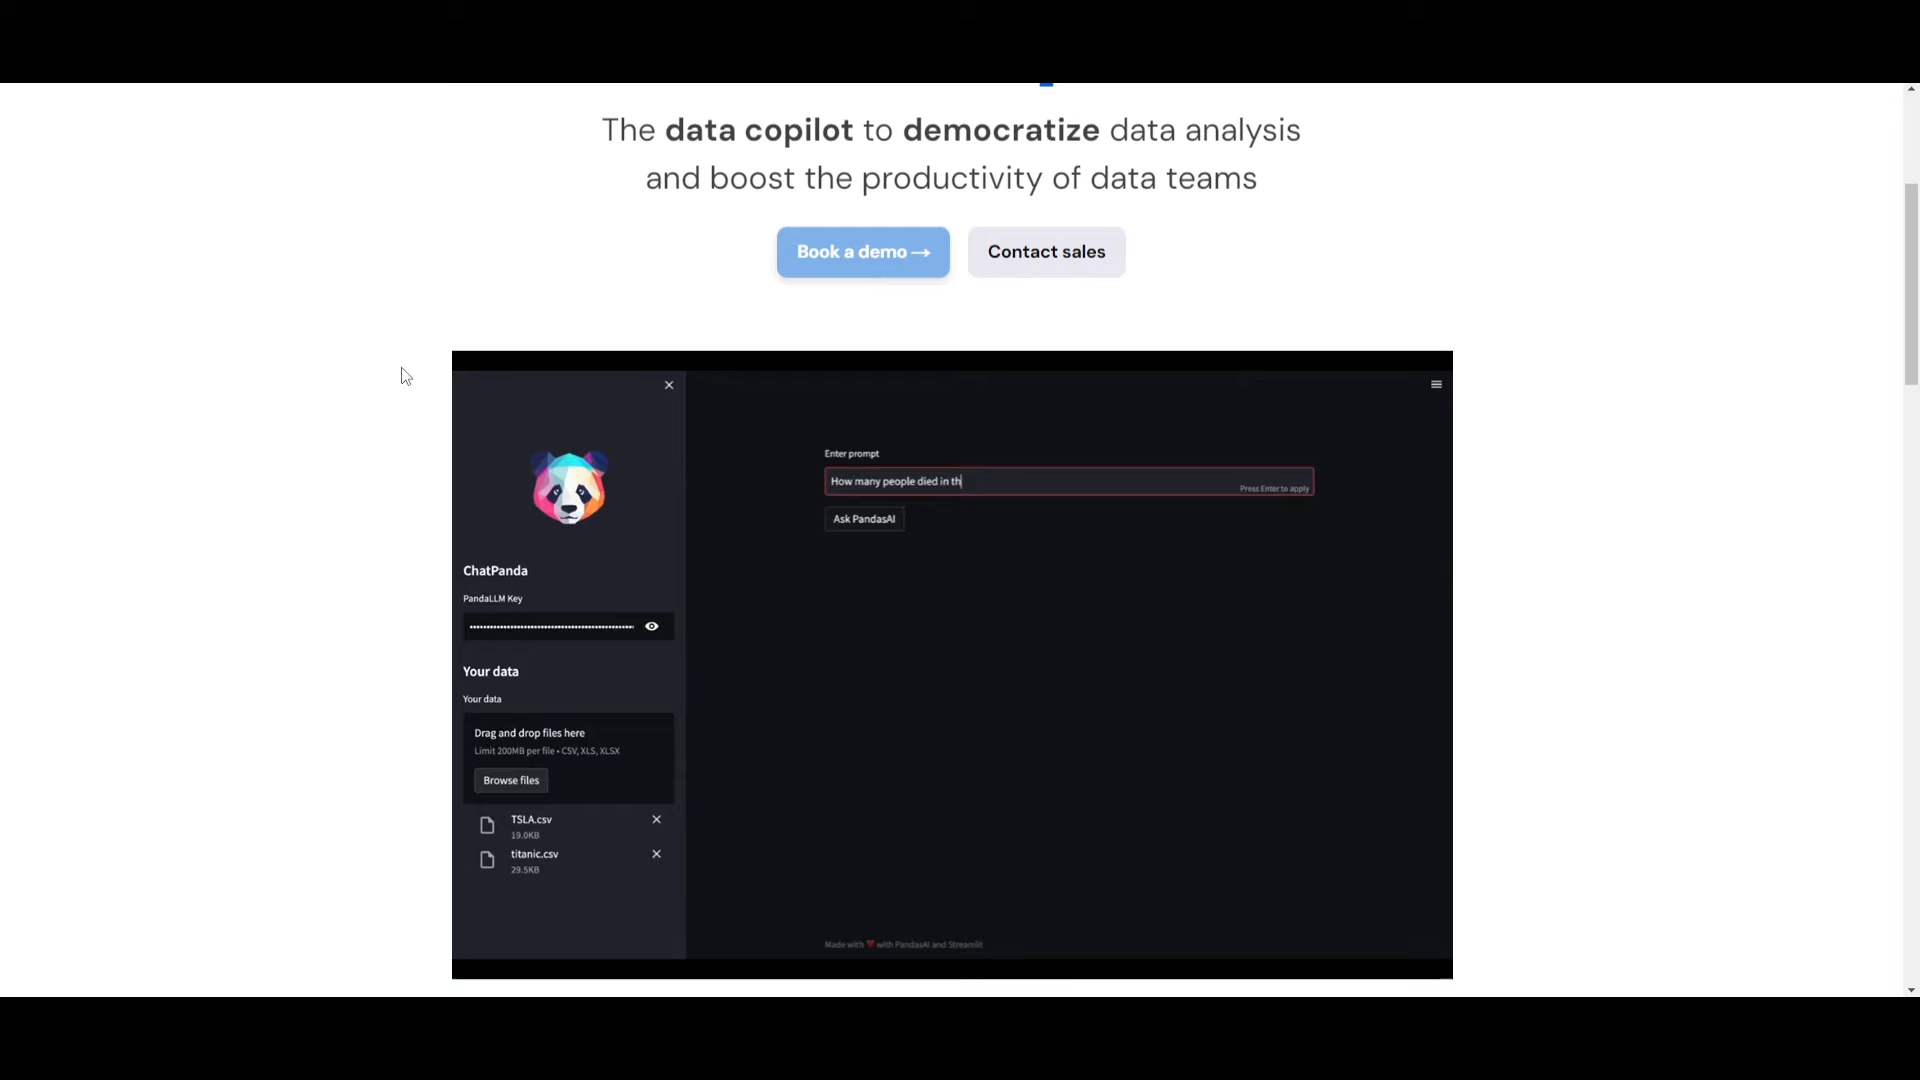 The data copilot to democratize data analysis
and boost the productivity of data teams
Book a demo →
Contact sales
ChatPanda
PandaLLM Key
Your data
Your data
Drag and drop files here
Limit 200MB per file • CSV, XLS, XLSX
Browse files
TSLA.csv
19.0KB
titanic.csv
29.5KB
Enter prompt
How many people died in th
Press Enter to apply
Ask PandasAI
Made with ❤ with PandasAI and Streamlit